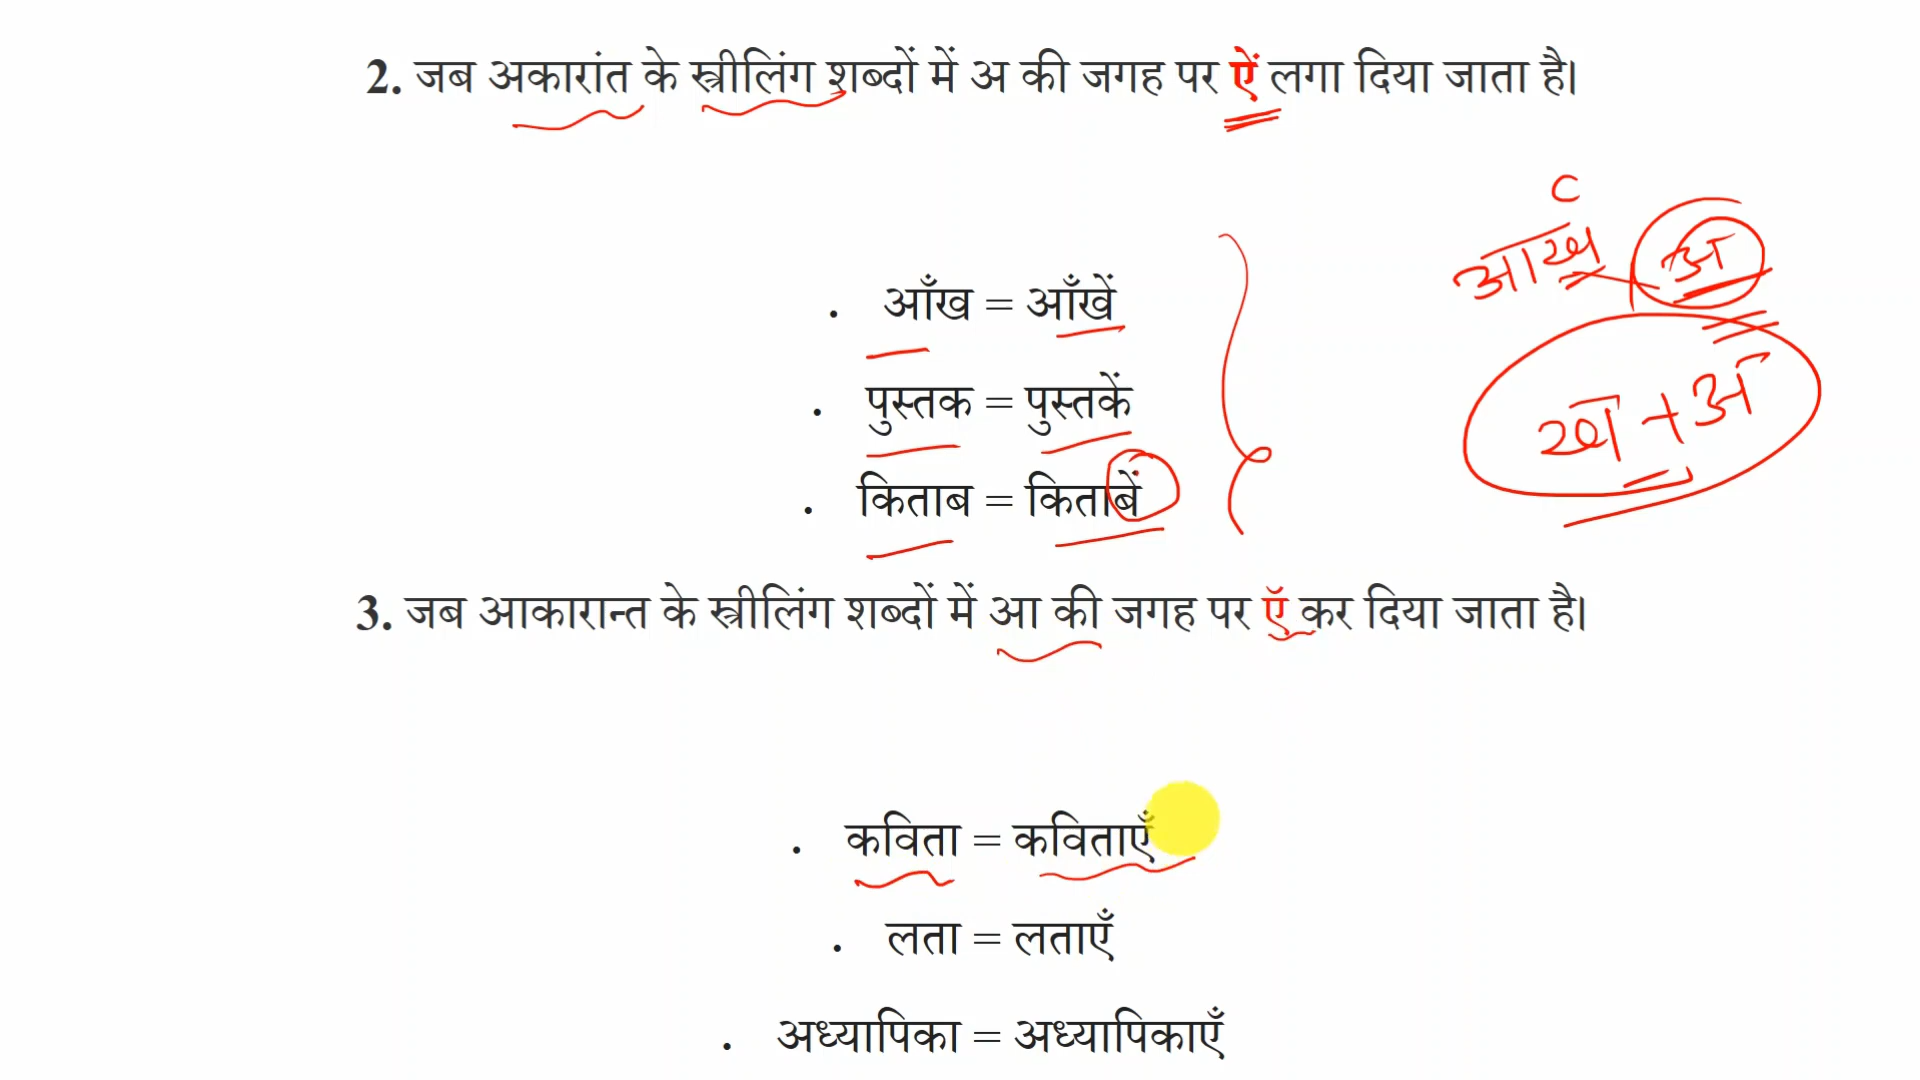 2. जब अकारांत के स्त्रीलिंग शब्दों में अ की जगह पर ऐं लगा दिया जाता है।
C
आख अ
. आँख = आँखें
. पुस्तक = पुस्तकें
ख + अ
. किताब = किताबें
3. जब आकारान्त के स्त्रीलिंग शब्दों में आ की जगह पर ऍ कर दिया जाता है।
. कविता = कविताएँ
. लता = लताएँ
. अध्यापिका = अध्यापिकाएँ